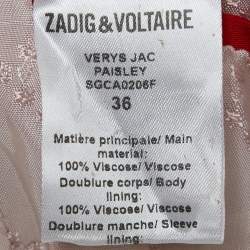 ZADIG&VOLTAIRE
VERYS JAC
PAISLEY
SGCA0206F
36
Matière principale/ Main
material:
100% Viscose/ Viscose
Doublure corps/ Body
lining:
100% Viscose/ Viscose
Doublure manche/ Sleeve
lining: